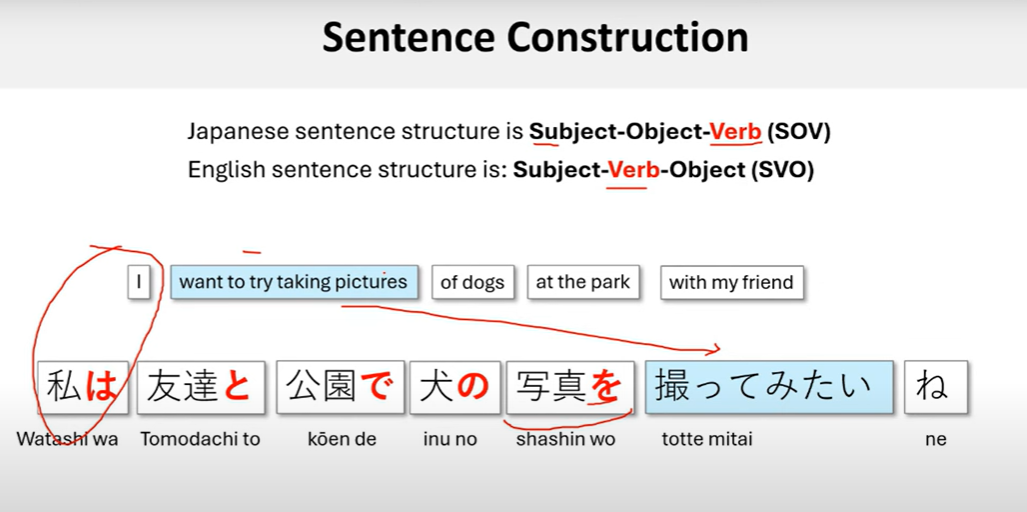 Sentence Construction
Japanese sentence structure is Subject-Object-Verb (SOV)
English sentence structure is: Subject-Verb-Object (SVO)
I want to try taking pictures of dogs at the park with my friend
私は 友達と 公園で 犬の 写真を 撮ってみたい ね
Watashi wa Tomodachi to kōen de inu no shashin wo totte mitai ne